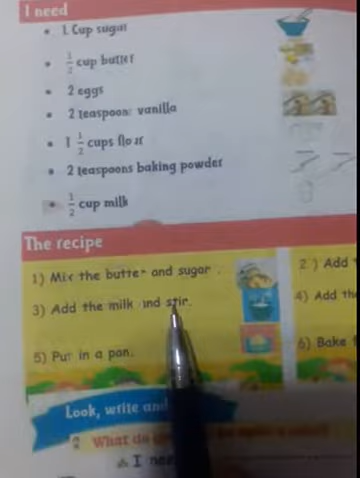 I need
• 1 Cup sugar
• 1/2 cup butter
• 2 eggs
• 2 teaspoons vanilla
• 1 1/2 cups flour
• 2 teaspoons baking powder
• 1/2 cup milk
The recipe
1) Mix the butter and sugar.
2) Add
3) Add the milk and stir.
4) Add th
5) Put in a pan.
6) Bake
Look, write and
2 What do
I nee